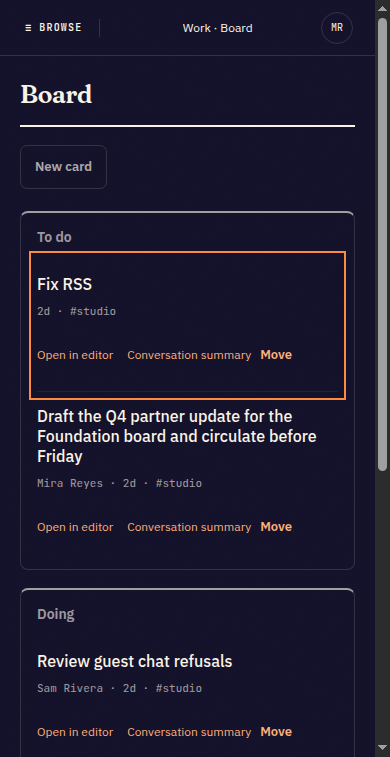 ≡ BROWSE
Work · Board
MR
Board
New card
To do
Fix RSS
2d · #studio
Open in editor Conversation summary Move
Draft the Q4 partner update for the
Foundation board and circulate before
Friday
Mira Reyes · 2d · #studio
Open in editor Conversation summary Move
Doing
Review guest chat refusals
Sam Rivera · 2d · #studio
Open in editor Conversation summary Move